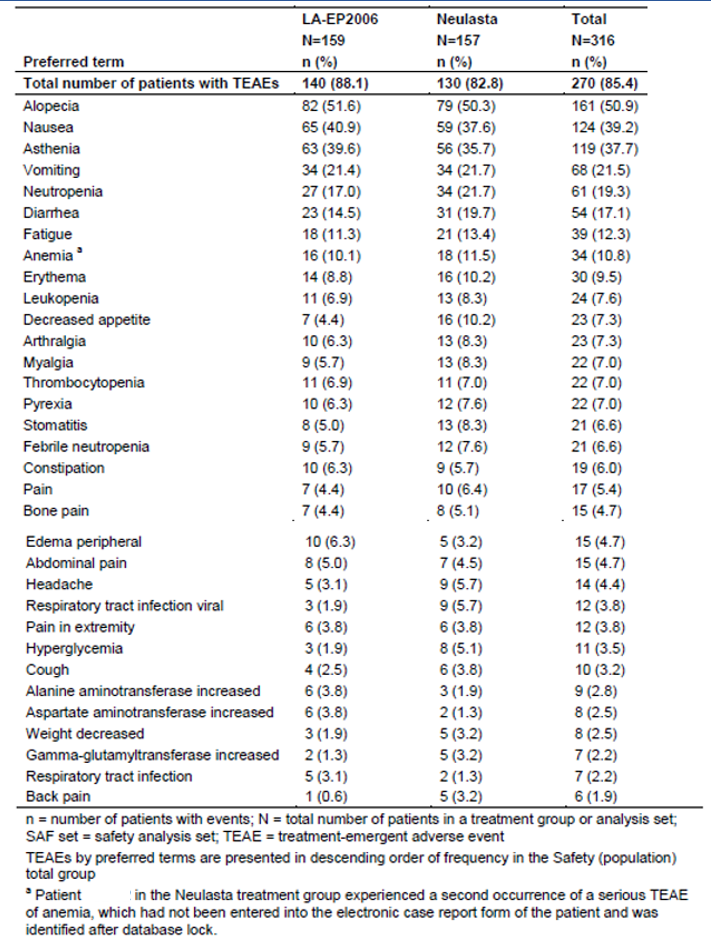 LA-EP2006 Neulasta Total
N=159 N=157 N=316
Preferred term n (%) n (%) n (%)
Total number of patients with TEAEs 140 (88.1) 130 (82.8) 270 (85.4)
Alopecia 82 (51.6) 79 (50.3) 161 (50.9)
Nausea 65 (40.9) 59 (37.6) 124 (39.2)
Asthenia 63 (39.6) 56 (35.7) 119 (37.7)
Vomiting 34 (21.4) 34 (21.7) 68 (21.5)
Neutropenia 27 (17.0) 34 (21.7) 61 (19.3)
Diarrhea 23 (14.5) 31 (19.7) 54 (17.1)
Fatigue 18 (11.3) 21 (13.4) 39 (12.3)
Anemia a 16 (10.1) 18 (11.5) 34 (10.8)
Erythema 14 (8.8) 16 (10.2) 30 (9.5)
Leukopenia 11 (6.9) 13 (8.3) 24 (7.6)
Decreased appetite 7 (4.4) 16 (10.2) 23 (7.3)
Arthralgia 10 (6.3) 13 (8.3) 23 (7.3)
Myalgia 9 (5.7) 13 (8.3) 22 (7.0)
Thrombocytopenia 11 (6.9) 11 (7.0) 22 (7.0)
Pyrexia 10 (6.3) 12 (7.6) 22 (7.0)
Stomatitis 8 (5.0) 13 (8.3) 21 (6.6)
Febrile neutropenia 9 (5.7) 12 (7.6) 21 (6.6)
Constipation 10 (6.3) 9 (5.7) 19 (6.0)
Pain 7 (4.4) 10 (6.4) 17 (5.4)
Bone pain 7 (4.4) 8 (5.1) 15 (4.7)
Edema peripheral 10 (6.3) 5 (3.2) 15 (4.7)
Abdominal pain 8 (5.0) 7 (4.5) 15 (4.7)
Headache 5 (3.1) 9 (5.7) 14 (4.4)
Respiratory tract infection viral 3 (1.9) 9 (5.7) 12 (3.8)
Pain in extremity 6 (3.8) 6 (3.8) 12 (3.8)
Hyperglycemia 3 (1.9) 8 (5.1) 11 (3.5)
Cough 4 (2.5) 6 (3.8) 10 (3.2)
Alanine aminotransferase increased 6 (3.8) 3 (1.9) 9 (2.8)
Aspartate aminotransferase increased 6 (3.8) 2 (1.3) 8 (2.5)
Weight decreased 3 (1.9) 5 (3.2) 8 (2.5)
Gamma-glutamyltransferase increased 2 (1.3) 5 (3.2) 7 (2.2)
Respiratory tract infection 5 (3.1) 2 (1.3) 7 (2.2)
Back pain 1 (0.6) 5 (3.2) 6 (1.9)
n = number of patients with events; N = total number of patients in a treatment group or analysis set;
SAF set = safety analysis set; TEAE = treatment-emergent adverse event
TEAEs by preferred terms are presented in descending order of frequency in the Safety (population)
total group
a Patient in the Neulasta treatment group experienced a second occurrence of a serious TEAE
of anemia, which had not been entered into the electronic case report form of the patient and was
identified after database lock.